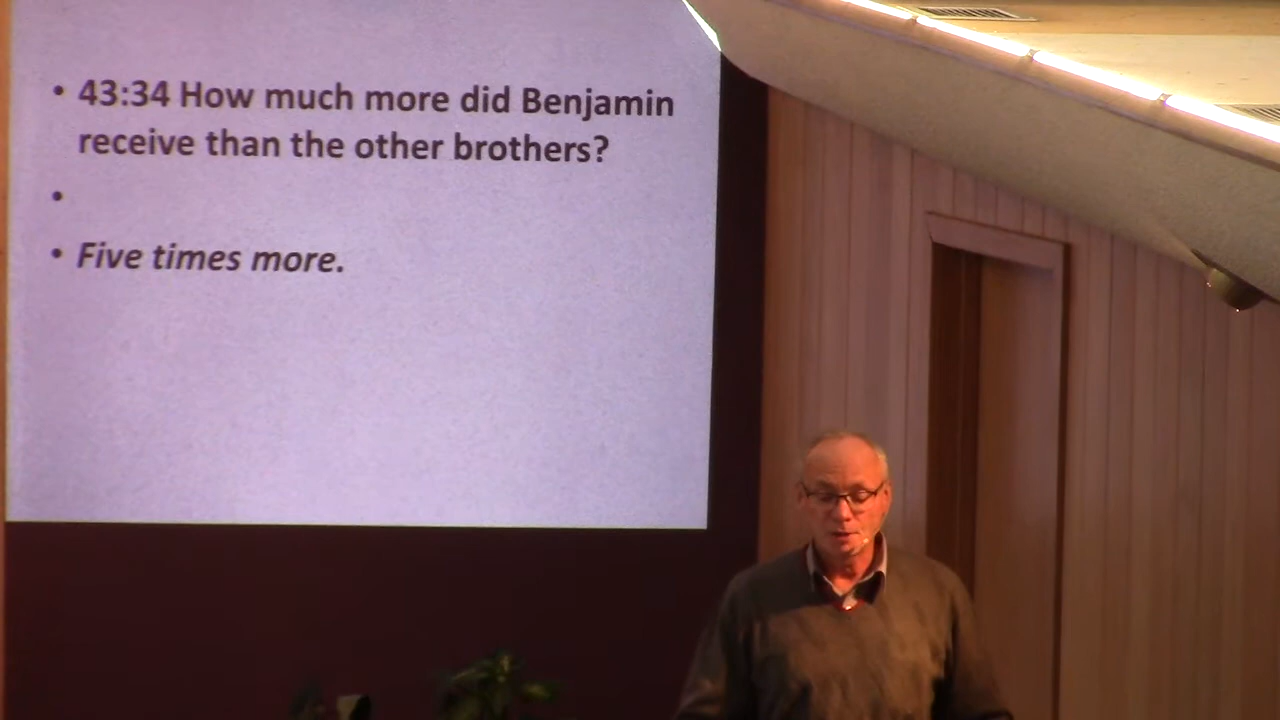 • 43:34 How much more did Benjamin
receive than the other brothers?
•
• Five times more.